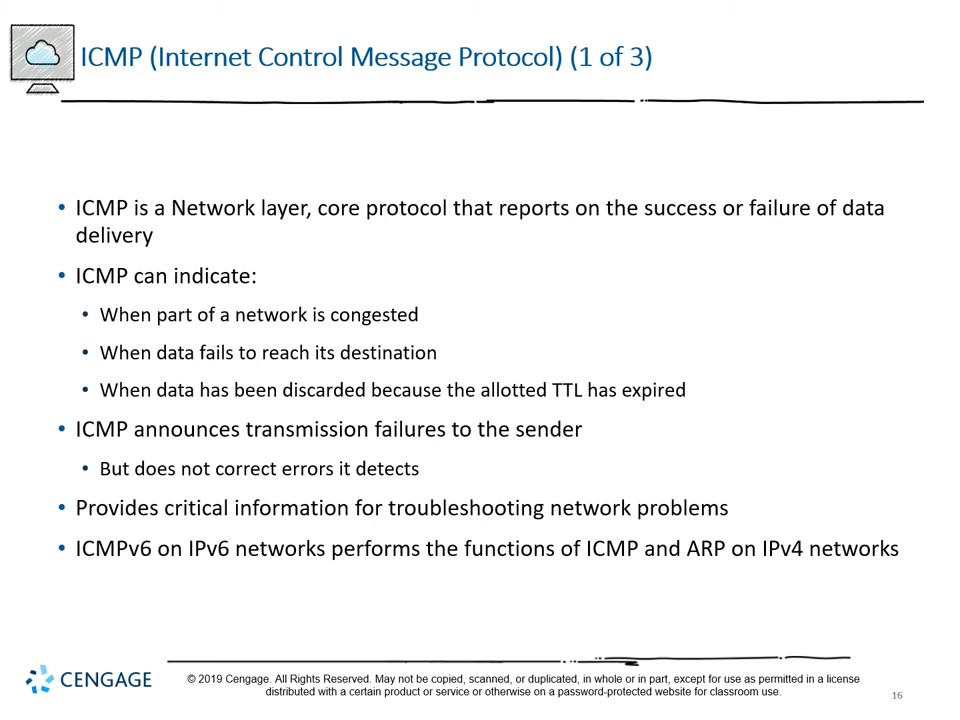 ICMP (Internet Control Message Protocol) (1 of 3)
• ICMP is a Network layer, core protocol that reports on the success or failure of data
delivery
• ICMP can indicate:
• When part of a network is congested
• When data fails to reach its destination
• When data has been discarded because the allotted TTL has expired
• ICMP announces transmission failures to the sender
• But does not correct errors it detects
• Provides critical information for troubleshooting network problems
• ICMPv6 on IPv6 networks performs the functions of ICMP and ARP on IPv4 networks
CENGAGE
© 2019 Cengage. All Rights Reserved. May not be copied, scanned, or duplicated, in whole or in part, except for use as permitted in a license
distributed with a certain product or service or otherwise on a password-protected website for classroom use.
16